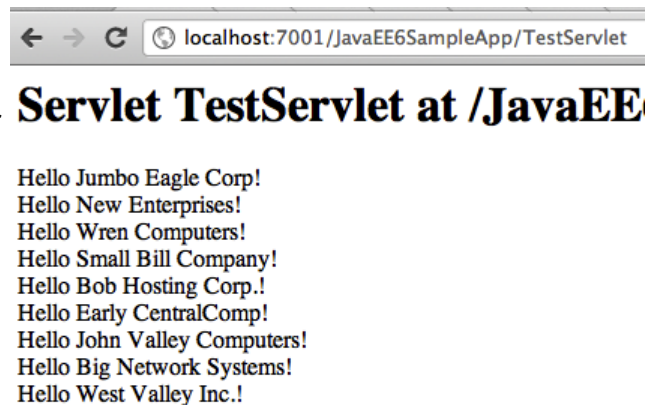 localhost:7001/JavaEE6SampleApp/TestServlet
Servlet TestServlet at /JavaEE
Hello Jumbo Eagle Corp!
Hello New Enterprises!
Hello Wren Computers!
Hello Small Bill Company!
Hello Bob Hosting Corp.!
Hello Early CentralComp!
Hello John Valley Computers!
Hello Big Network Systems!
Hello West Valley Inc.!